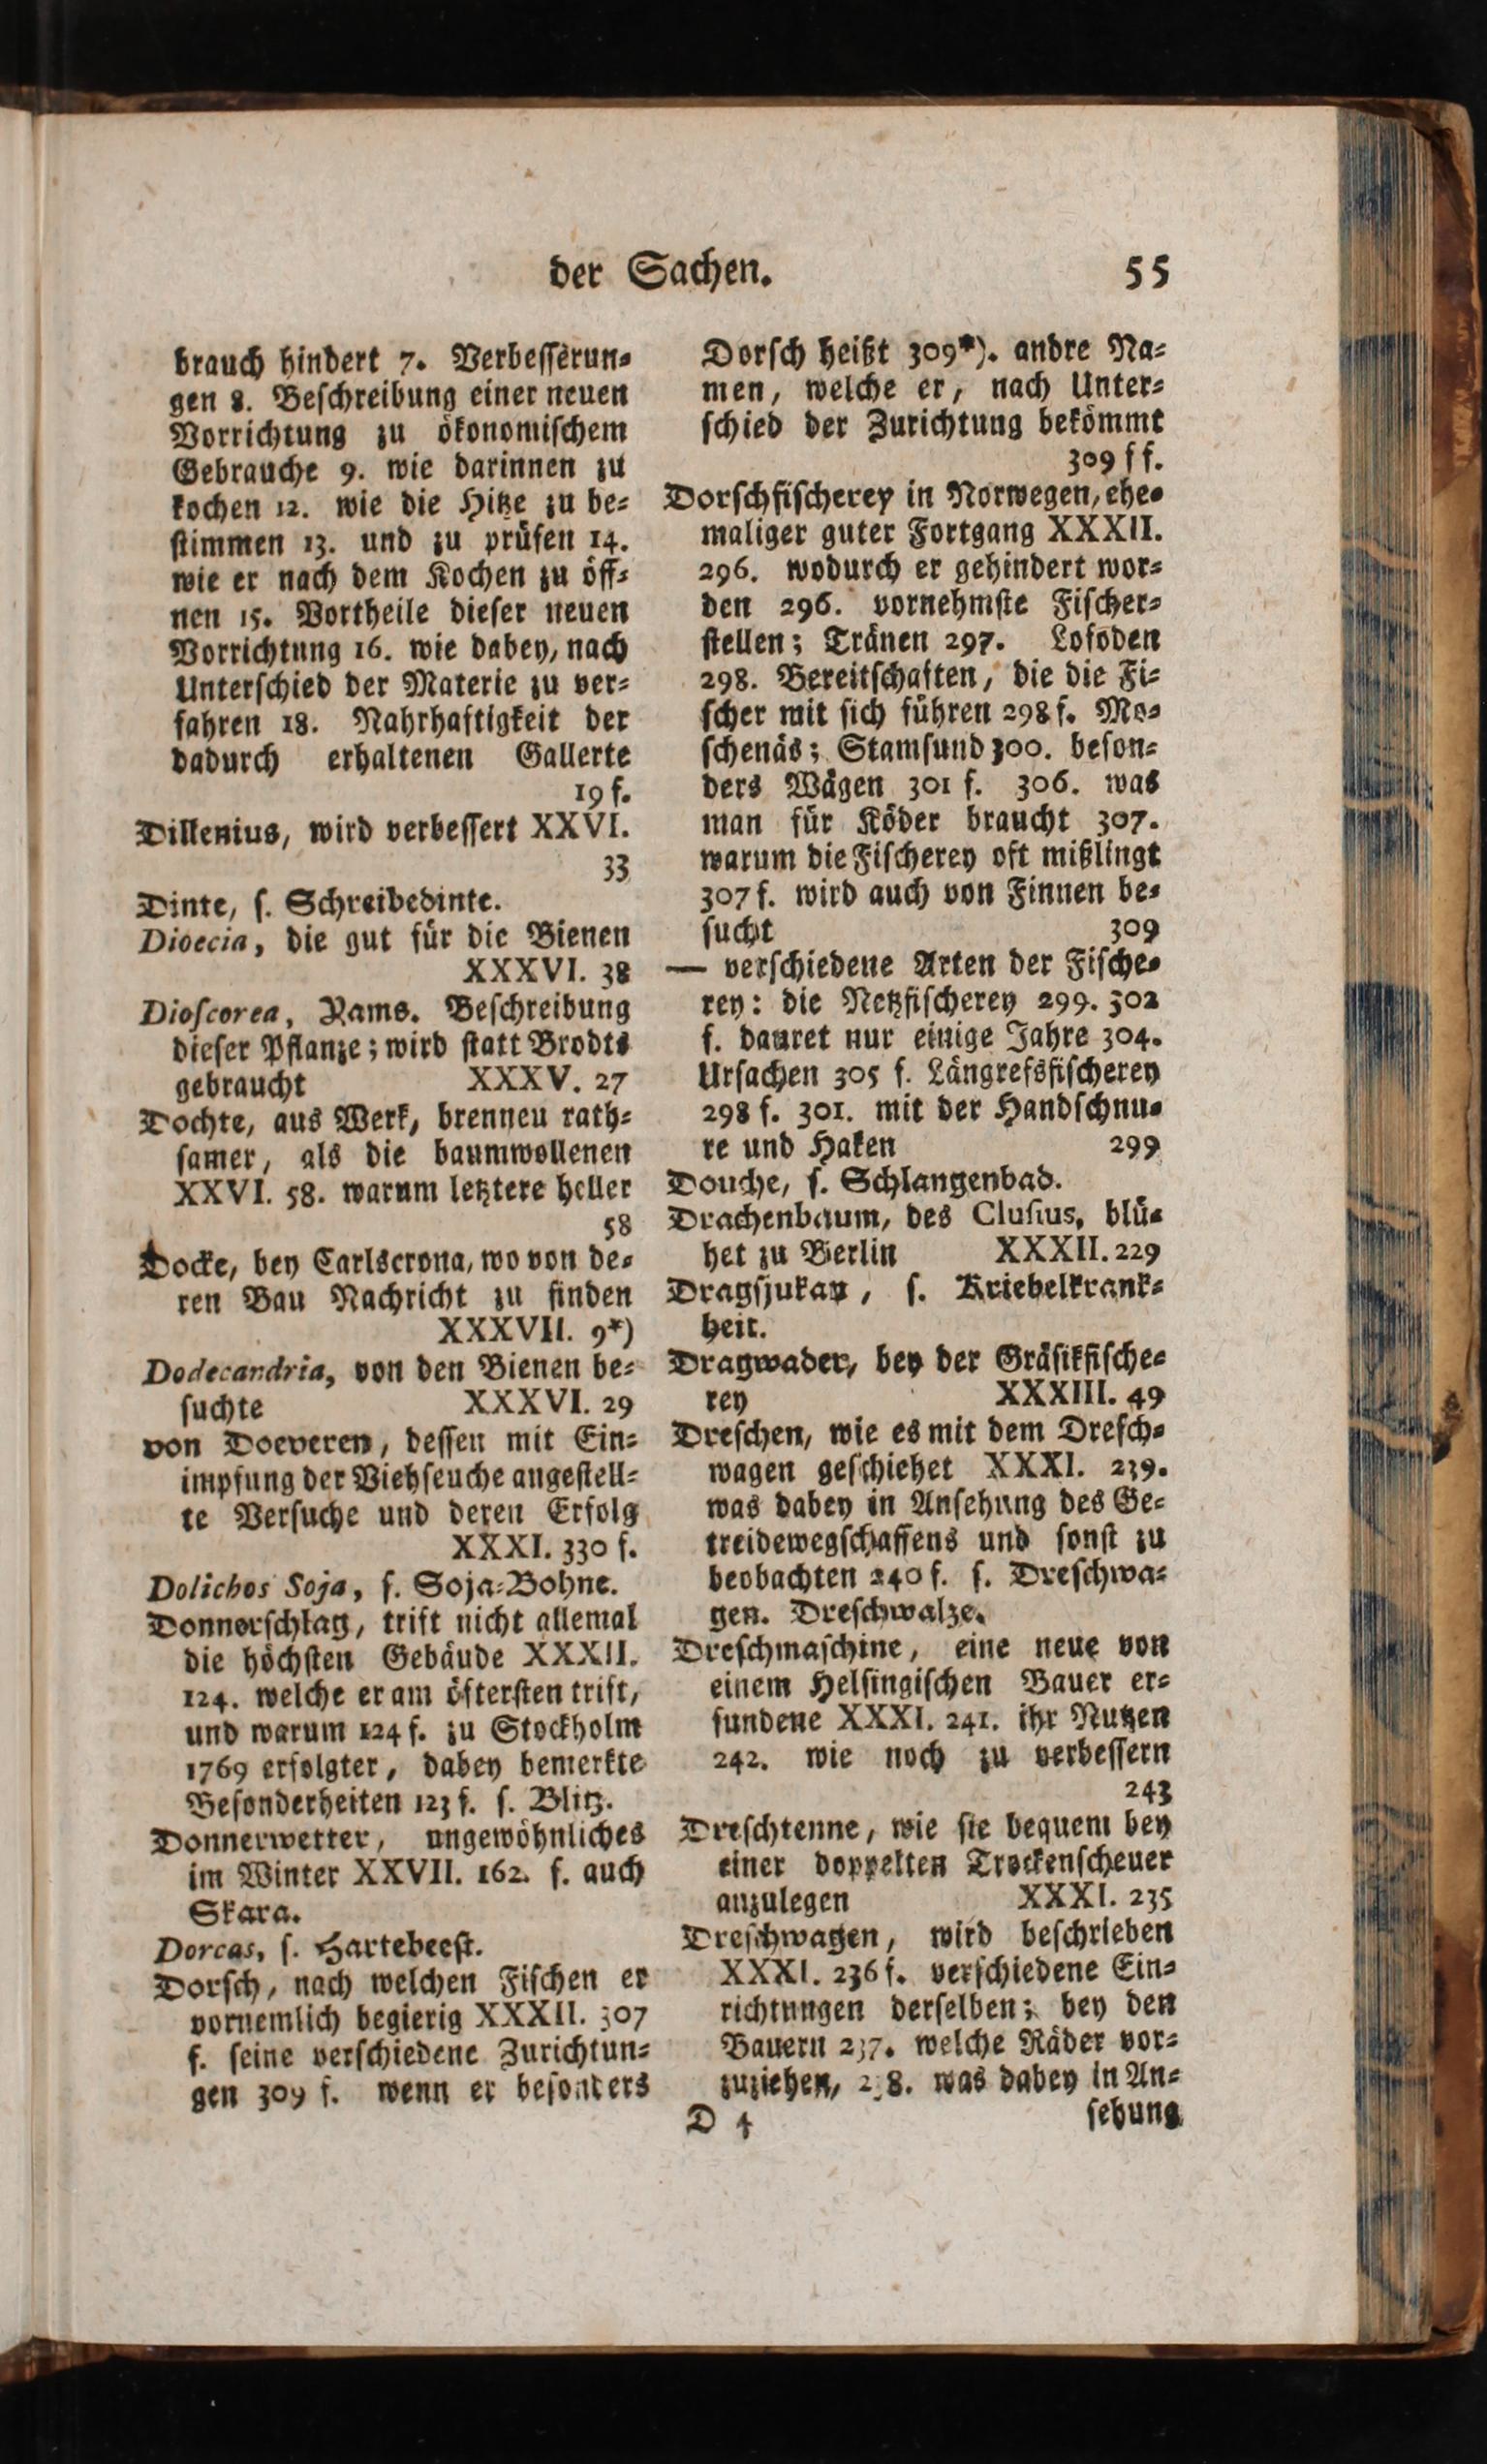 der Sachen. 55
brauch hindert 7. Verbeſſerun⸗
gen 8. Beſchreibung einer neuen
Vorrichtung zu ökonomiſchem
Gebrauche 9. wie darinnen zu
kochen 12. wie die Hitze zu be⸗
ſtimmen 13. und zu prüfen 14.
wie er nach dem Kochen zu öff⸗
nen 15. Vortheile dieſer neuen
Vorrichtung 16. wie dabey, nach
Unterſchied der Materie zu ver⸗
fahren 18. Nahrhaftigkeit der
dadurch erhaltenen Gallerte
19 f.
Dillenius, wird verbeſſert XXVI.
33
Dinte, ſ. Schreibedinte.
Dioecia, die gut für die Bienen
XXXVI. 38
Dioſcorea, Yams. Beſchreibung
dieſer Pflanze; wird ſtatt Brodts
gebraucht XXXV. 27
Dochte, aus Werk, brennen rath⸗
ſamer, als die baumwollenen
XXVI. 58. warum letztere heller
58
Docke, bey Carlscrona, wo von de⸗
ren Bau Nachricht zu finden
XXXVII. 9*)
Dodecandria, von den Bienen be⸗
ſuchte XXXVI. 29
von Doeveren, deſſen mit Ein⸗
impfung der Viehſeuche angeſtell⸗
te Verſuche und deren Erfolg
XXXI. 330 f.
Dolichos Soja, ſ. Soja⸗Bohne.
Donnerſchlag, trift nicht allemal
die höchſten Gebäude XXXII.
124. welche er am öfterſten trift,
und warum 124 f. zu Stockholm
1769 erfolgter, dabey bemerkte
Beſonderheiten 123 f. ſ. Blitz.
Donnerwetter, ungewöhnliches
im Winter XXVII. 162. ſ. auch
Skara.
Dorcas, ſ. Hartebeeſt.
Dorſch, nach welchen Fiſchen er
vornemlich begierig XXXII. 307
f. ſeine verſchiedene Zurichtun⸗
gen 309 f. wenn er beſonders
Dorſch heißt 309*). andre Na⸗
men, welche er, nach Unter⸗
ſchied der Zurichtung bekömmt
309 ff.
Dorſchfiſcherey in Norwegen, ehe⸗
maliger guter Fortgang XXXII.
296. wodurch er gehindert wor⸗
den 296. vornehmſte Fiſcher⸗
ſtellen; Tränen 297. Lofoden
298. Bereitſchaften, die die Fi⸗
ſcher mit ſich führen 298 f. Mo⸗
ſchenäs; Stamſund 300. beſon⸗
ders Wägen 301 f. 306. was
man für Köder braucht 307.
warum die Fiſcherey oft mißlingt
307 f. wird auch von Finnen be⸗
ſucht 309
— verſchiedene Arten der Fiſche⸗
rey: die Netzfiſcherey 299. 302
f. dauret nur einige Jahre 304.
Urſachen 305 f. Längrefsfiſcherey
298 f. 301. mit der Handſchnu⸗
re und Haken 299
Douche, ſ. Schlangenbad.
Drachenbaum, des Cluſius, blü⸗
het zu Berlin XXXII. 229
Dragſjukan, ſ. Kriebelkrank⸗
heit.
Dragwader, bey der Gräſikfiſche⸗
rey XXXIII. 49
Dreſchen, wie es mit dem Dreſch⸗
wagen geſchiehet XXXI. 239.
was dabey in Anſehung des Ge⸗
treidewegſchaffens und ſonſt zu
beobachten 240 f. ſ. Dreſchwa⸗
gen. Dreſchwalze.
Dreſchmaſchine, eine neue von
einem Helſingiſchen Bauer er⸗
fundene XXXI. 241. ihr Nutzen
242. wie noch zu verbeſſern
243
Dreſchtenne, wie ſie bequem bey
einer doppelten Trockenſcheuer
anzulegen XXXI. 235
Dreſchwagen, wird beſchrieben
XXXI. 236 f. verſchiedene Ein⸗
richtungen derſelben; bey den
Bauern 237. welche Räder vor⸗
zuziehen, 238. was dabey in An⸗
D 4 ſehung